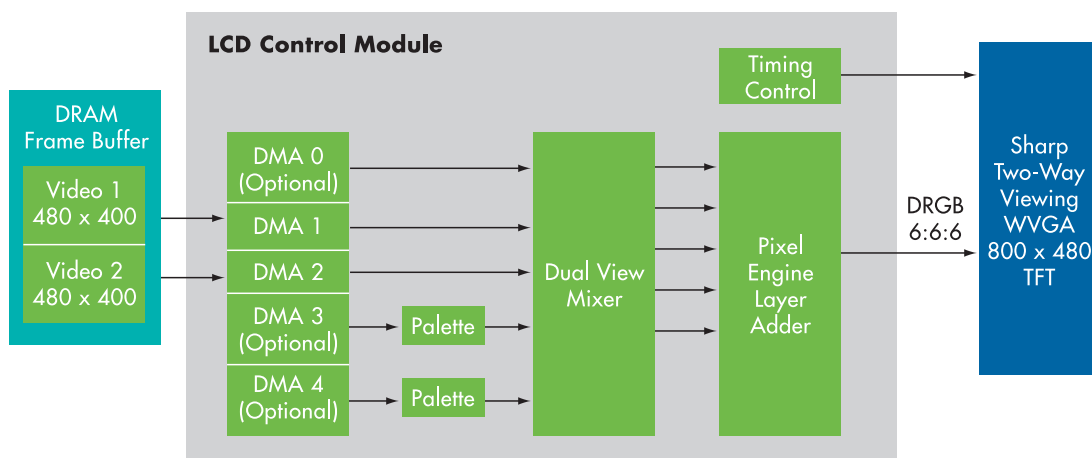 LCD Control Module
DRAM
Frame Buffer
Video 1
480 x 400
Video 2
480 x 400
DMA 0
(Optional)
DMA 1
DMA 2
DMA 3
(Optional)
DMA 4
(Optional)
Palette
Palette
Dual View
Mixer
Timing
Control
Pixel
Engine
Layer
Adder
DRGB
6:6:6
Sharp
Two-Way
Viewing
WVGA
800 x 480
TFT